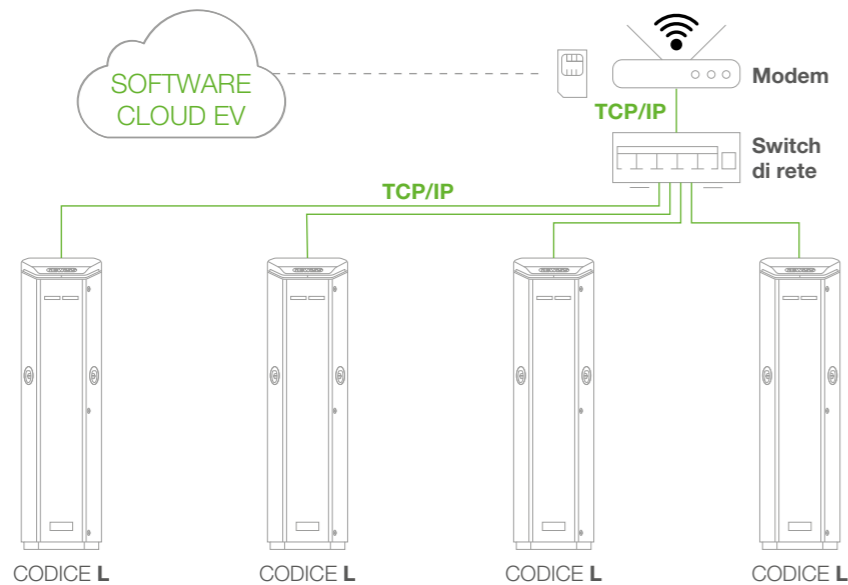 SOFTWARE
CLOUD EV
Modem
TCP/IP
Switch
di rete
TCP/IP
CODICE L
CODICE L
CODICE L
CODICE L